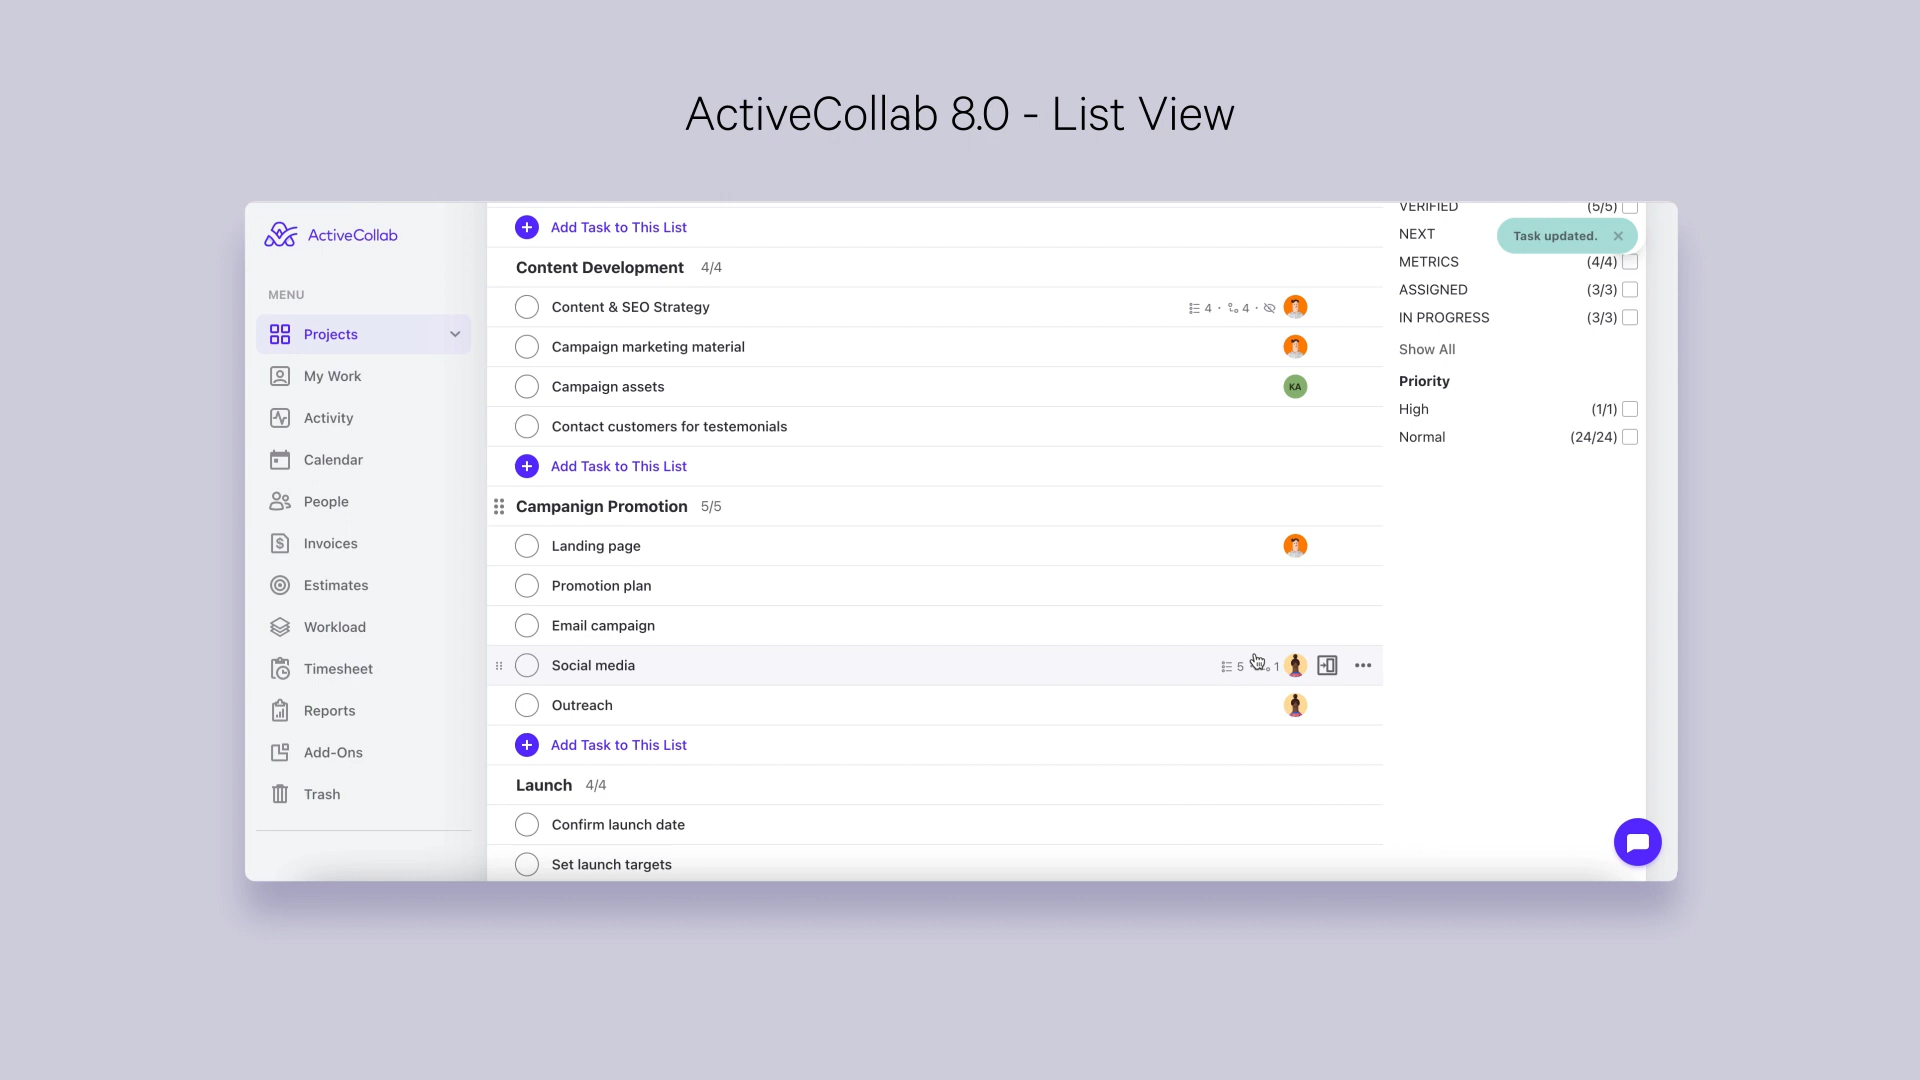 ActiveCollab 8.0 - List View
ActiveCollab
MENU
Projects
My Work
Activity
Calendar
People
Invoices
Estimates
Workload
Timesheet
Reports
Add-Ons
Trash
Add Task to This List
Content Development 4/4
Content & SEO Strategy 4 · 4 ·
Campaign marketing material
Campaign assets KA
Contact customers for testemonials
Add Task to This List
Campanign Promotion 5/5
Landing page
Promotion plan
Email campaign
Social media 5 1
Outreach
Add Task to This List
Launch 4/4
Confirm launch date
Set launch targets
VERIFIED (5/5)
NEXT
Task updated.
METRICS (4/4)
ASSIGNED (3/3)
IN PROGRESS (3/3)
Show All
Priority
High (1/1)
Normal (24/24)